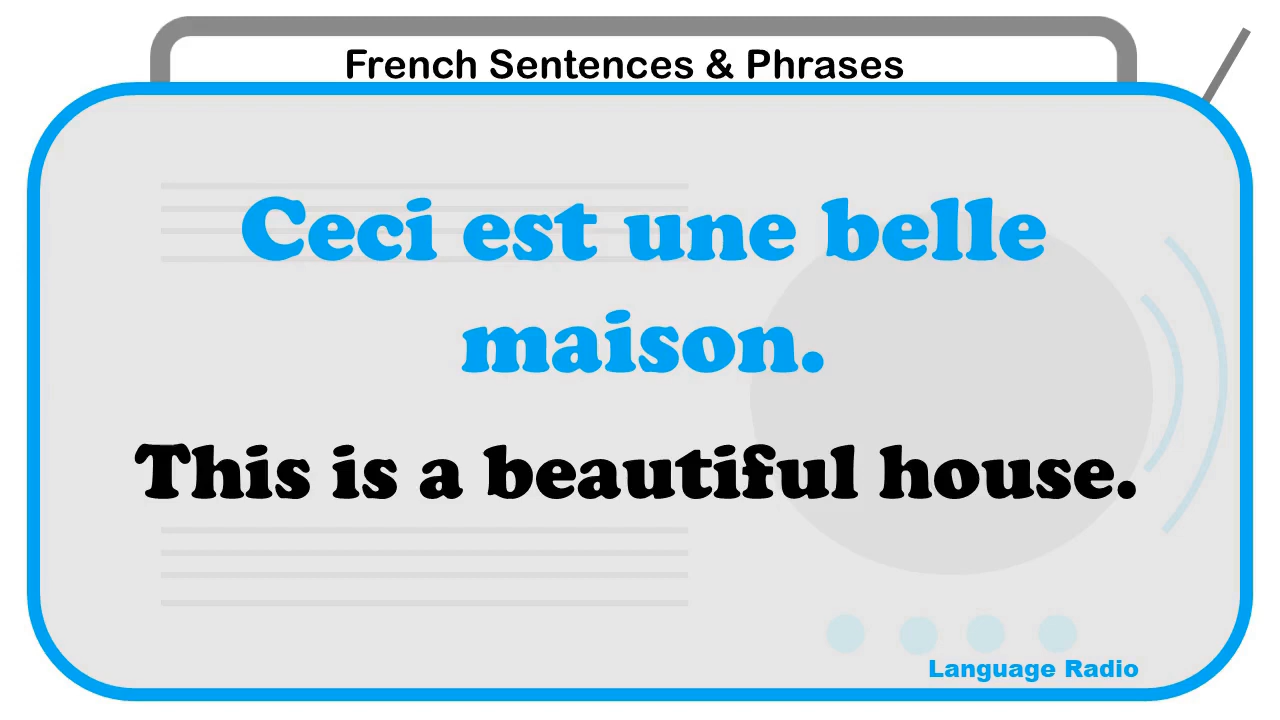 French Sentences & Phrases
Ceci est une belle
maison.
This is a beautiful house.
Language Radio